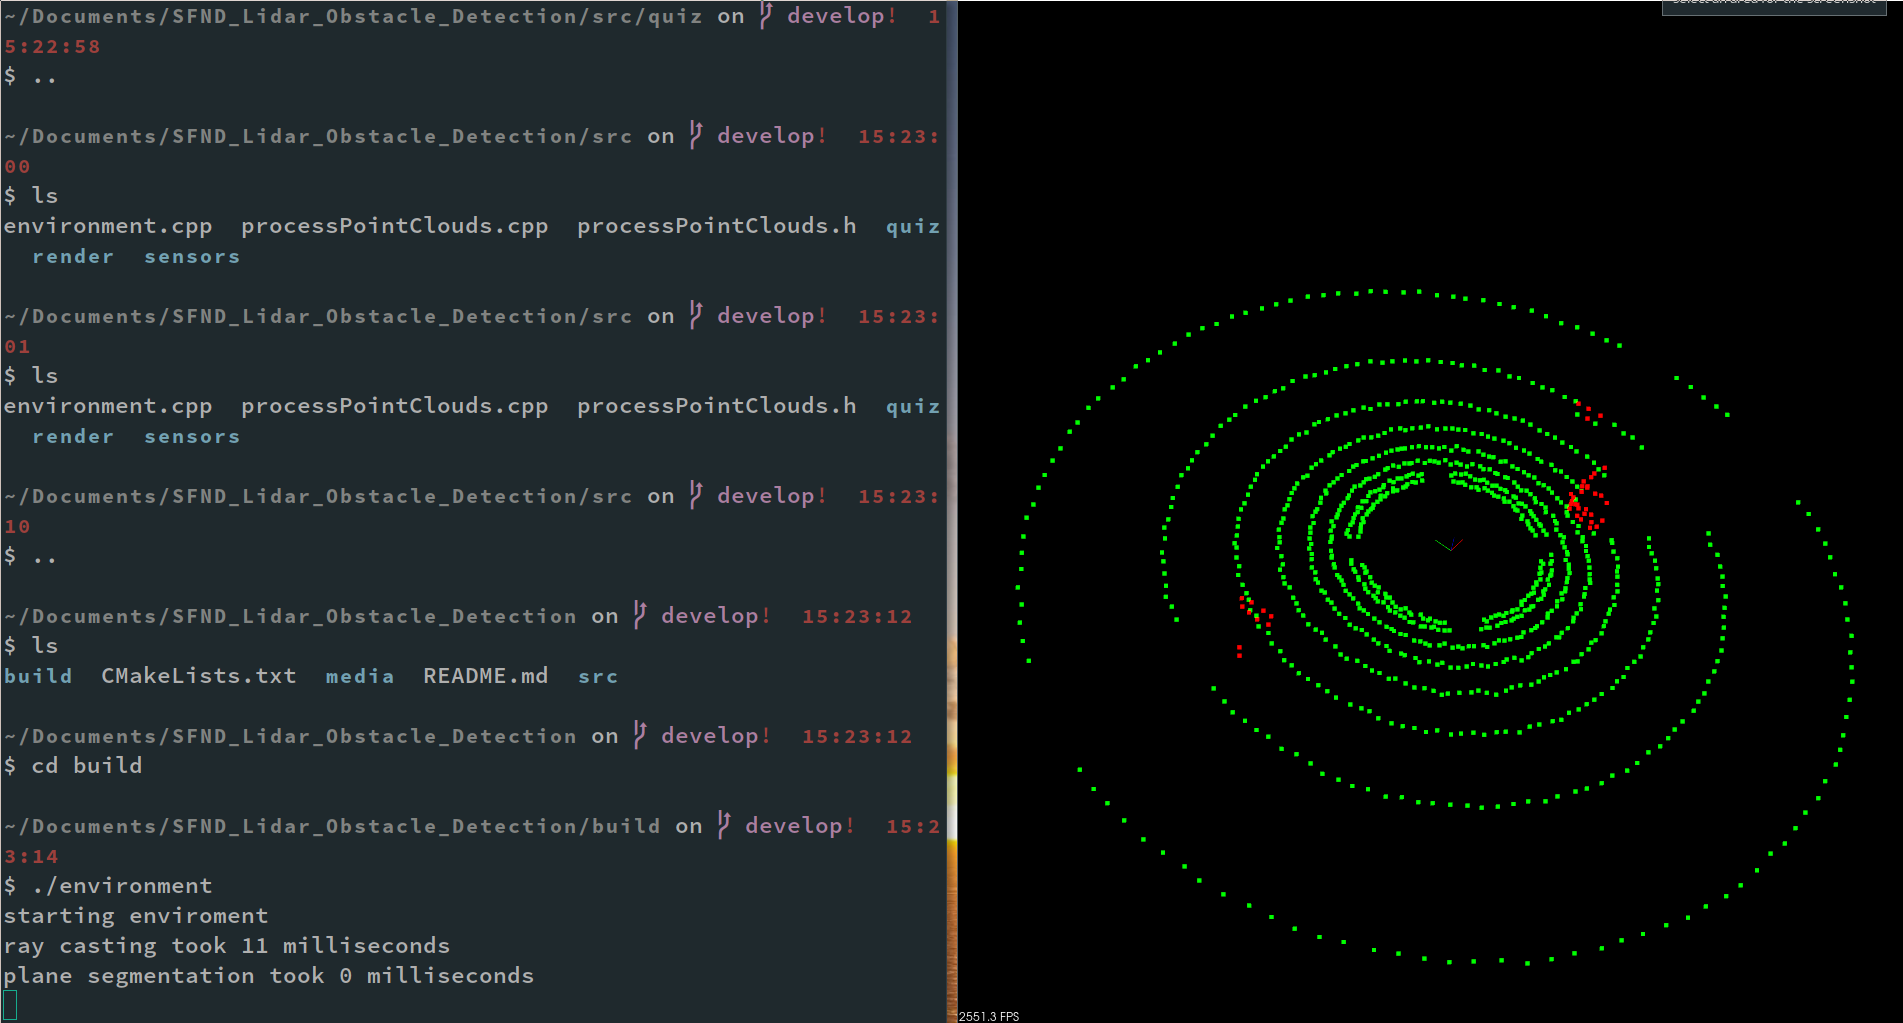 ~/Documents/SFND_Lidar_Obstacle_Detection/src/quiz on develop! 1
5:22:58
$ ..
~/Documents/SFND_Lidar_Obstacle_Detection/src on develop! 15:23:
00
$ ls
environment.cpp processPointClouds.cpp processPointClouds.h quiz
render sensors
~/Documents/SFND_Lidar_Obstacle_Detection/src on develop! 15:23:
01
$ ls
environment.cpp processPointClouds.cpp processPointClouds.h quiz
render sensors
~/Documents/SFND_Lidar_Obstacle_Detection/src on develop! 15:23:
10
$ ..
~/Documents/SFND_Lidar_Obstacle_Detection on develop! 15:23:12
$ ls
build CMakeLists.txt media README.md src
~/Documents/SFND_Lidar_Obstacle_Detection on develop! 15:23:12
$ cd build
~/Documents/SFND_Lidar_Obstacle_Detection/build on develop! 15:2
3:14
$ ./environment
starting enviroment
ray casting took 11 milliseconds
plane segmentation took 0 milliseconds
2551.3 FPS